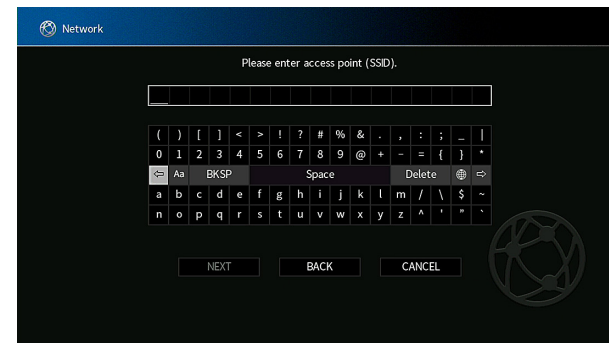 Network
Please enter access point (SSID).
( ) [ ] < > ! ? # % & . , : ; _ |
0 1 2 3 4 5 6 7 8 9 @ + - = { } *
⇦ Aa BKSP Space Delete ⇨
a b c d e f g h i j k l m / \ $ ~
n o p q r s t u v w x y z ^ ' " `
NEXT BACK CANCEL